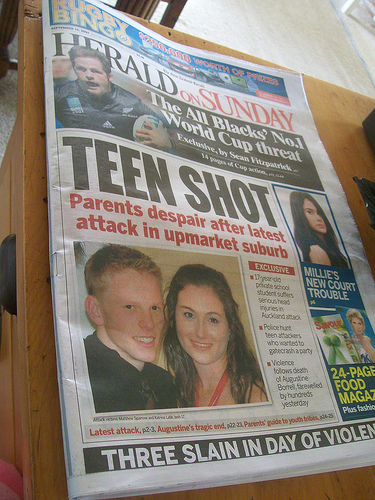 RUGBY
BINGO
WORTH OF PRIZES
HERALD ON SUNDAY
The All Blacks' No.1
World Cup threat
Exclusive, by Sean Fitzpatrick
14 pages of Cup action,
TEEN SHOT
Parents despair after latest
attack in upmarket suburb
EXCLUSIVE
17-year-old
private school
student suffers
serious head
injuries in
Auckland attack
Police hunt
teen attackers
who wanted to
gatecrash a party
Violence
follows death
of Augustine
Borrell, farewelled
by hundreds
yesterday
MILLIE'S
NEW COURT
TROUBLE
24-PAGE
FOOD
MAGAZ
Plus fashio
Latest attack, p2-3, Augustine's tragic end, p22-23, Parents' guide to youth tribes, p24-25
THREE SLAIN IN DAY OF VIOLEN